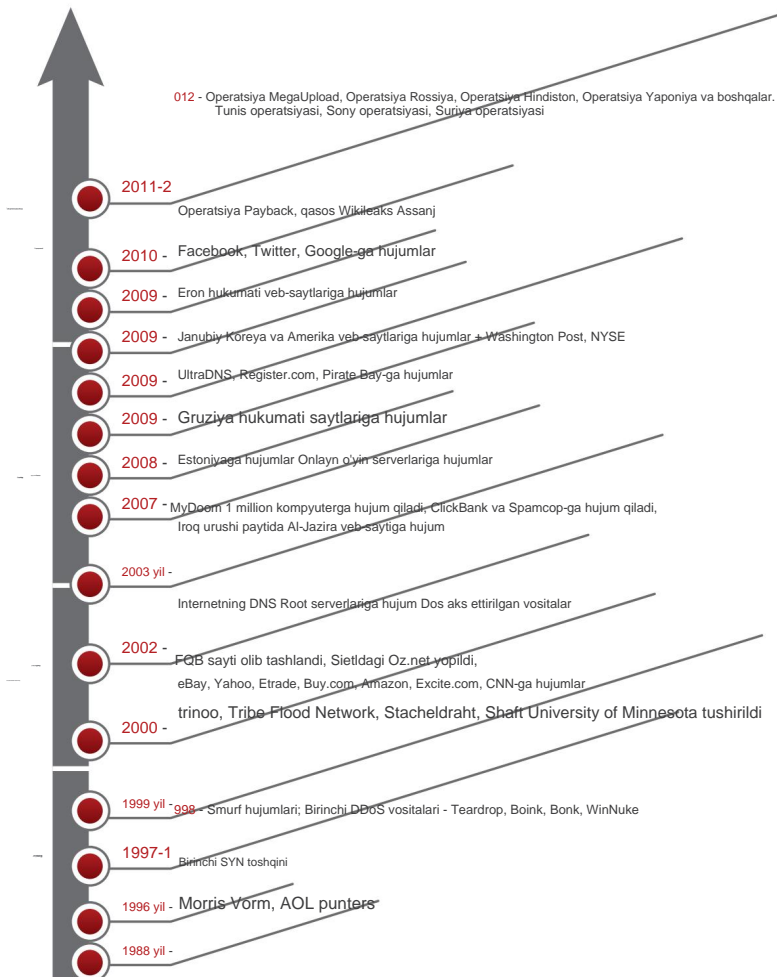 012 - Operatsiya MegaUpload, Operatsiya Rossiya, Operatsiya Hindiston, Operatsiya Yaponiya va boshqalar.
Tunis operatsiyasi, Sony operatsiyasi, Suriya operatsiyasi
2011-2
Operatsiya Payback, qasos Wikileaks Assanj
2010 - Facebook, Twitter, Google-ga hujumlar
2009 - Eron hukumati veb-saytlariga hujumlar
2009 - Janubiy Koreya va Amerika veb-saytlariga hujumlar + Washington Post, NYSE
2009 - UltraDNS, Register.com, Pirate Bay-ga hujumlar
2009 - Gruziya hukumati saytlariga hujumlar
2008 - Estoniyaga hujumlar Onlayn o'yin serverlariga hujumlar
2007 - MyDoom 1 million kompyuterga hujum qiladi, ClickBank va Spamcop-ga hujum qiladi,
Iroq urushi paytida Al-Jazira veb-saytiga hujum
2003 yil -
Internetning DNS Root serverlariga hujum Dos aks ettirilgan vositalar
2002 - FQB sayti olib tashlandi, Sietldagi Oz.net yopildi,
eBay, Yahoo, Etrade, Buy.com, Amazon, Excite.com, CNN-ga hujumlar
2000 - trinoo, Tribe Flood Network, Stacheldraht, Shaft University of Minnesota tushirildi
1999 yil - 998 - Smurf hujumlari; Birinchi DDoS vositalari - Teardrop, Boink, Bonk, WinNuke
1997-1
Birinchi SYN toshqini
1996 yil - Morris Vorm, AOL punters
1988 yil -